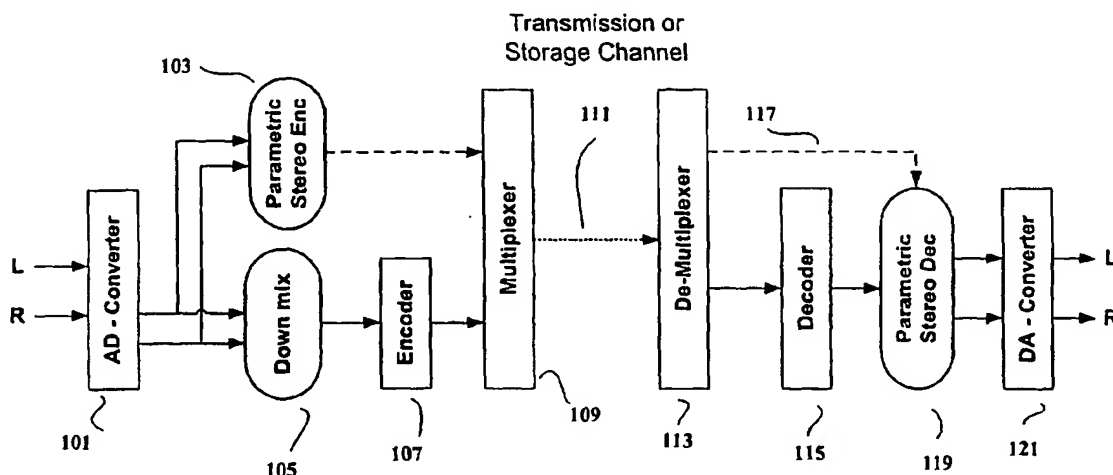 Transmission or
Storage Channel
103
Parametric
Stereo Enc
111
117
L
R
AD - Converter
Down mix
Encoder
Multiplexer
De-Multiplexer
Decoder
Parametric
Stereo Dec
DA - Converter
L
R
101
105
107
109
113
115
119
121